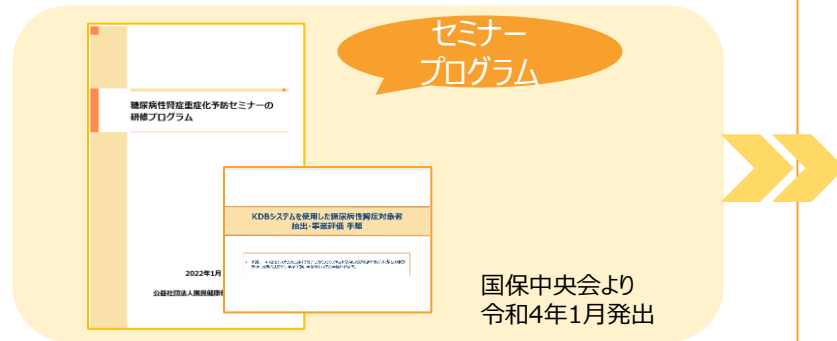 セミナー
プログラム
糖尿病性腎症重症化予防セミナーの
研修プログラム
2022年1月
公益社団法人国民健康保
KDBシステムを使用した糖尿病性腎症対象者
抽出・事業評価 手順
国保中央会より
令和4年1月発出